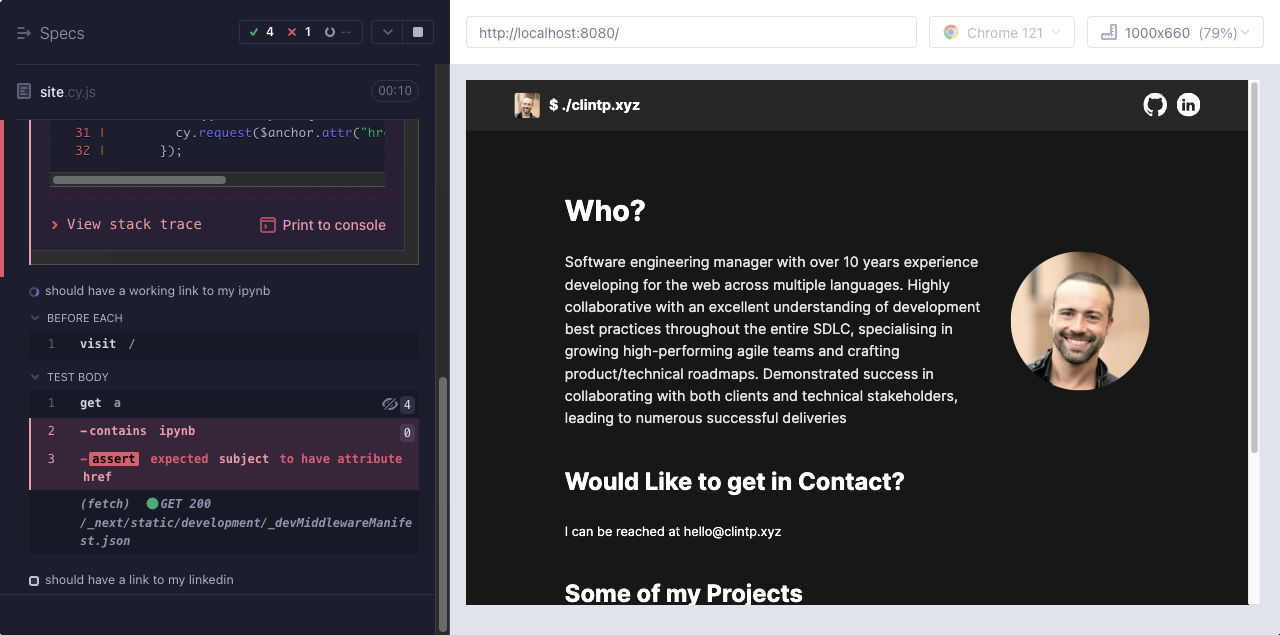 Specs
4
1
--
site.cy.js
00:10
31 |
cy.request($anchor.attr("hre
32 | });
View stack trace
Print to console
should have a working link to my ipynb
BEFORE EACH
1 visit /
TEST BODY
1 get a
4
2 -contains ipynb
0
3 -assert expected subject to have attribute
href
(fetch) GET 200
/_next/static/development/_devMiddlewareManife
st.json
should have a link to my linkedin
http://localhost:8080/
Chrome 121
1000x660 (79%)
$ ./clintp.xyz
in
Who?
Software engineering manager with over 10 years experience
developing for the web across multiple languages. Highly
collaborative with an excellent understanding of development
best practices throughout the entire SDLC, specialising in
growing high-performing agile teams and crafting
product/technical roadmaps. Demonstrated success in
collaborating with both clients and technical stakeholders,
leading to numerous successful deliveries
Would Like to get in Contact?
I can be reached at hello@clintp.xyz
Some of my Projects